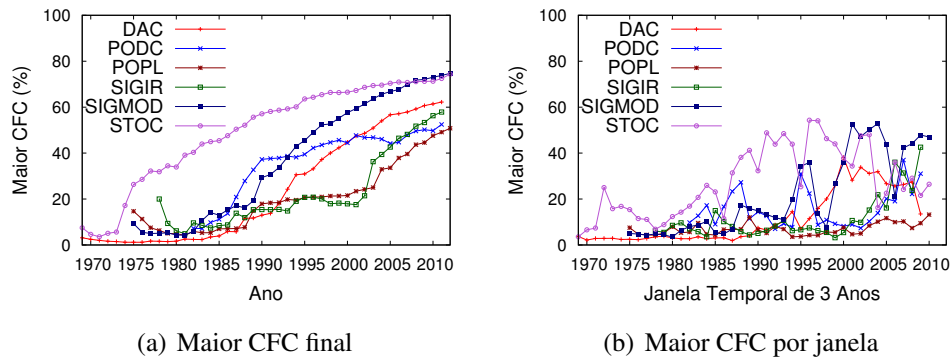 Maior CFC (%)
100
80
60
40
20
0
DAC
PODC
POPL
SIGIR
SIGMOD
STOC
1970 1975 1980 1985 1990 1995 2000 2005 2010
Ano
(a) Maior CFC final
Maior CFC (%)
100
80
60
40
20
0
DAC
PODC
POPL
SIGIR
SIGMOD
STOC
1970 1975 1980 1985 1990 1995 2000 2005 2010
Janela Temporal de 3 Anos
(b) Maior CFC por janela